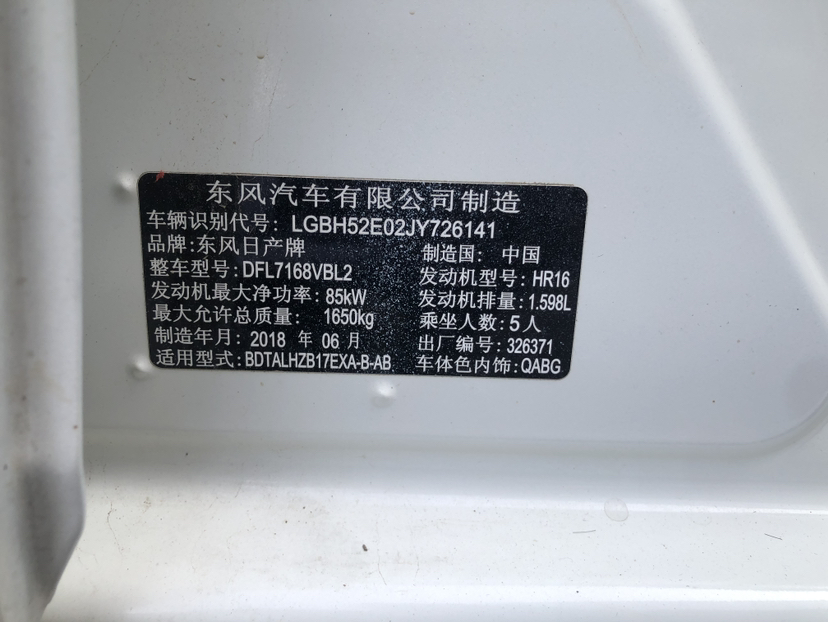 东风汽车有限公司制造
车辆识别代号: LGBH52E02JY726141
品牌: 东风日产牌 制造国: 中国
整车型号: DFL7168VBL2 发动机型号: HR16
发动机最大净功率: 85kW 发动机排量: 1.598L
最大允许总质量: 1650kg 乘坐人数: 5人
制造年月: 2018 年 06 月 出厂编号: 326371
适用型式: BDTALHZB17EXA-B-AB 车体色内饰: QABG